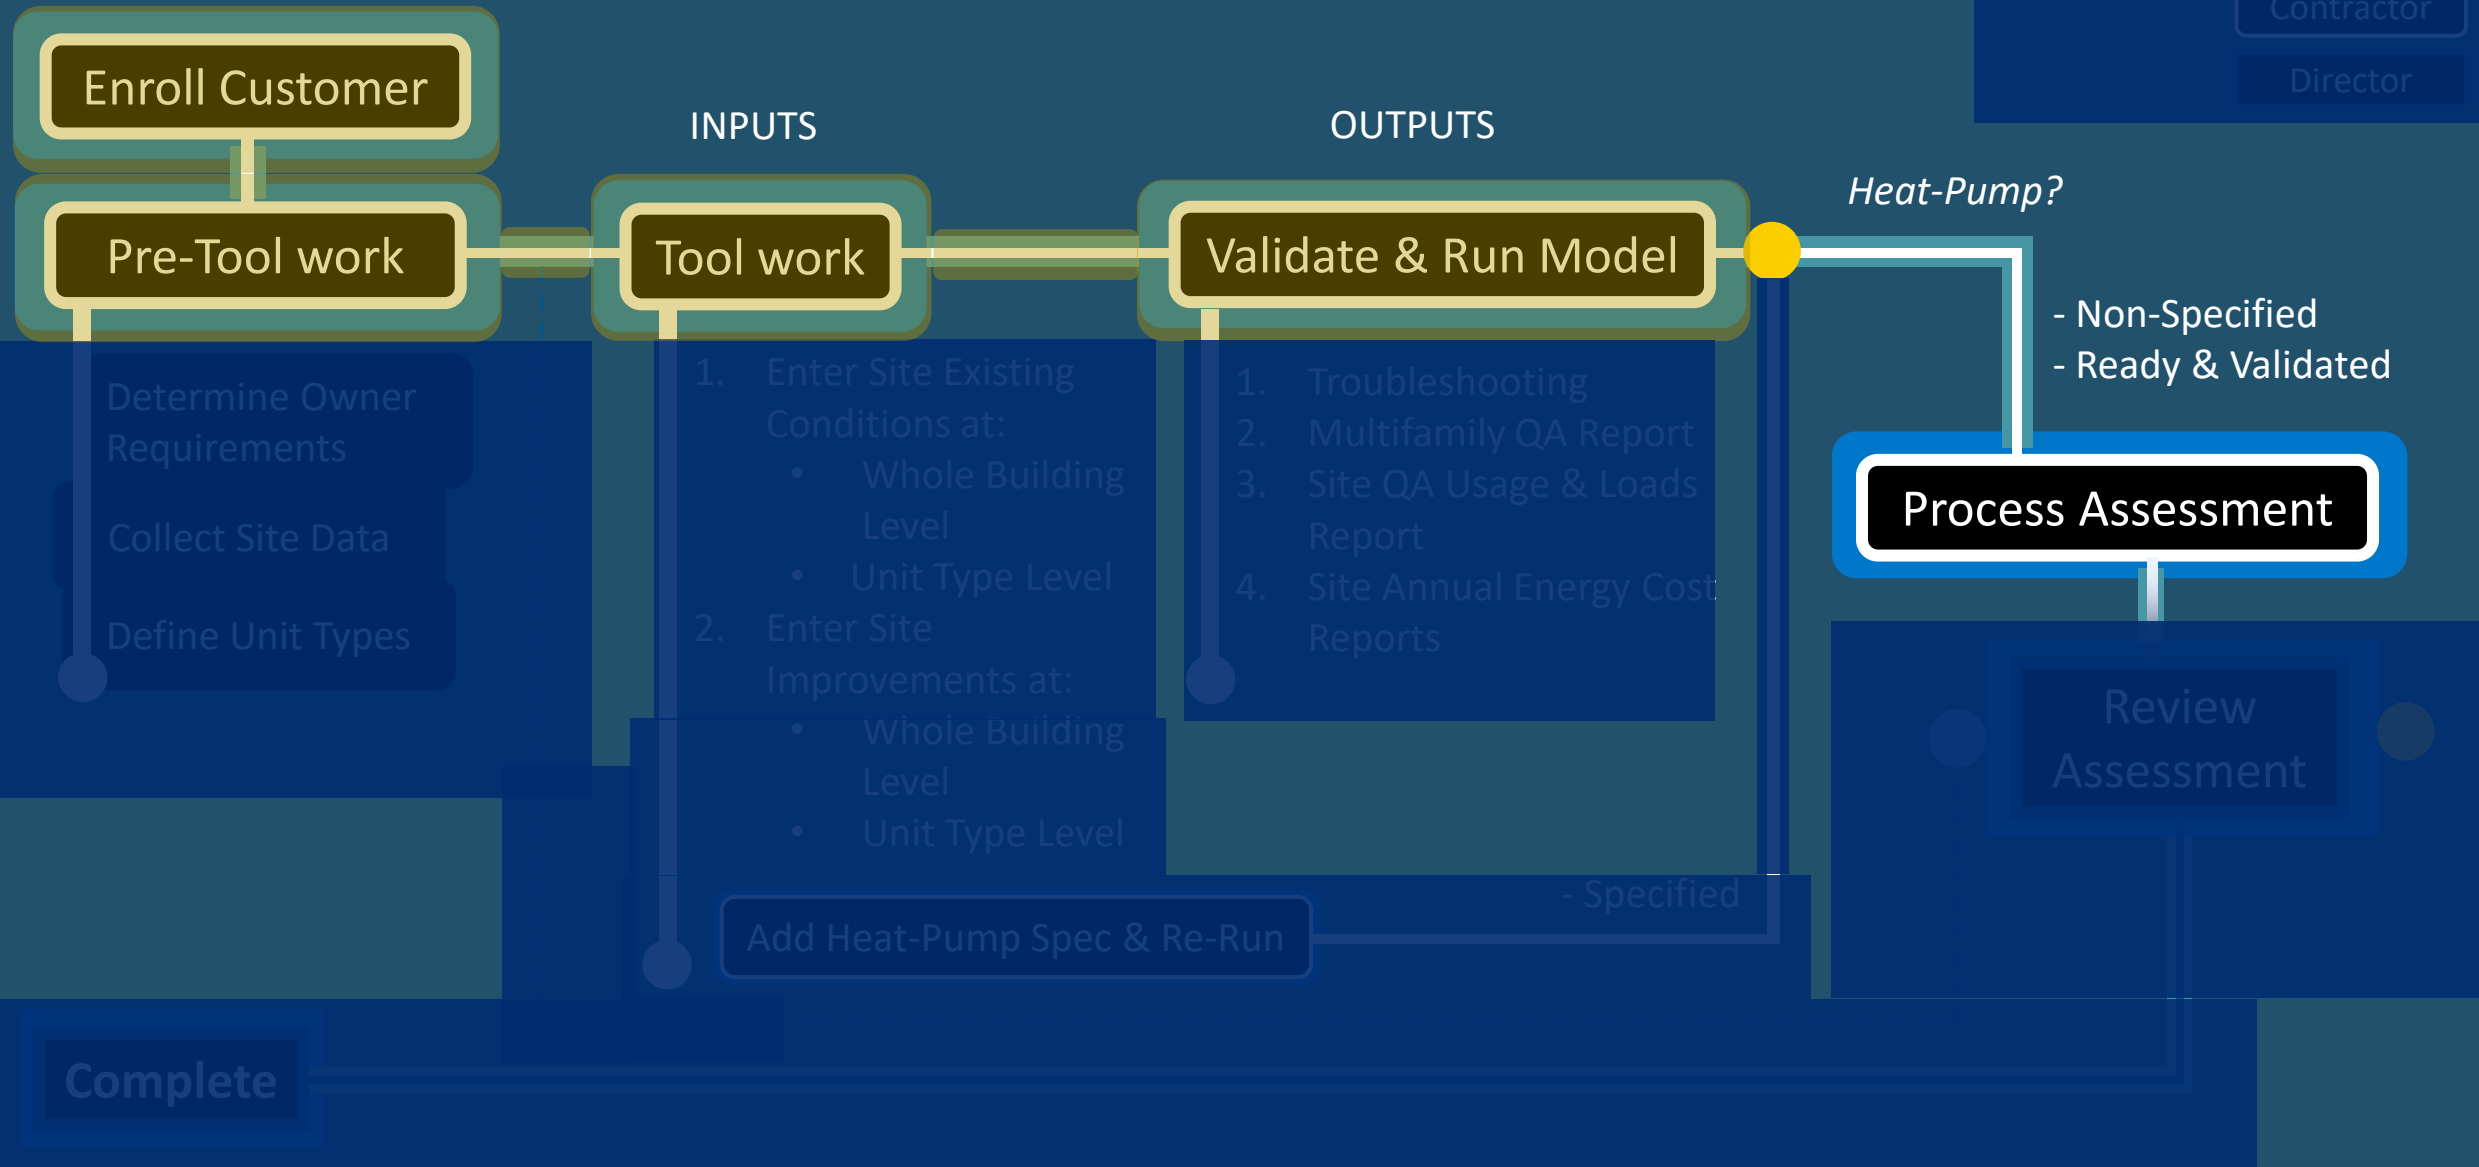 Contractor
Director
Enroll Customer
INPUTS
OUTPUTS
Heat-Pump?
Pre-Tool work
Tool work
Validate & Run Model
- Non-Specified
- Ready & Validated
Process Assessment
Determine Owner
Requirements
Collect Site Data
Define Unit Types
1. Enter Site Existing
Conditions at:
• Whole Building
Level
• Unit Type Level
2. Enter Site
Improvements at:
• Whole Building
Level
• Unit Type Level
1. Troubleshooting
2. Multifamily QA Report
3. Site QA Usage & Loads
Report
4. Site Annual Energy Cost
Reports
Review
Assessment
- Specified
Add Heat-Pump Spec & Re-Run
Complete